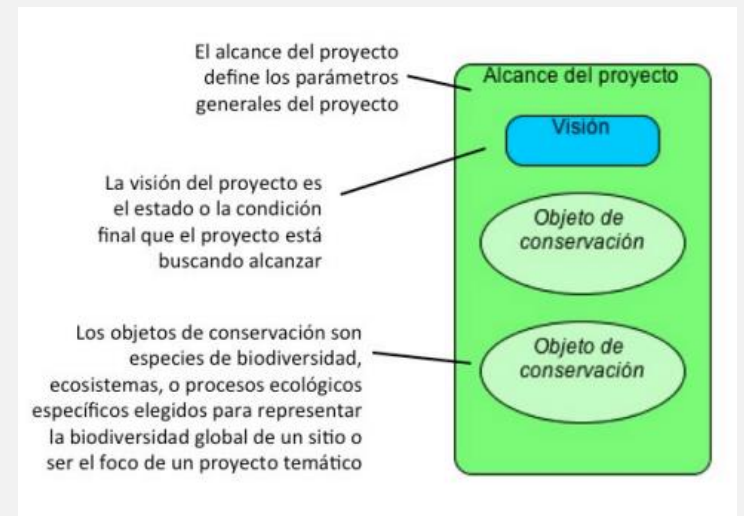 El alcance del proyecto
define los parámetros
generales del proyecto
Alcance del proyecto
Visión
La visión del proyecto es
el estado o la condición
final que el proyecto está
buscando alcanzar
Objeto de
conservación
Los objetos de conservación son
especies de biodiversidad,
ecosistemas, o procesos ecológicos
específicos elegidos para representar
la biodiversidad global de un sitio o
ser el foco de un proyecto temático
Objeto de
conservación